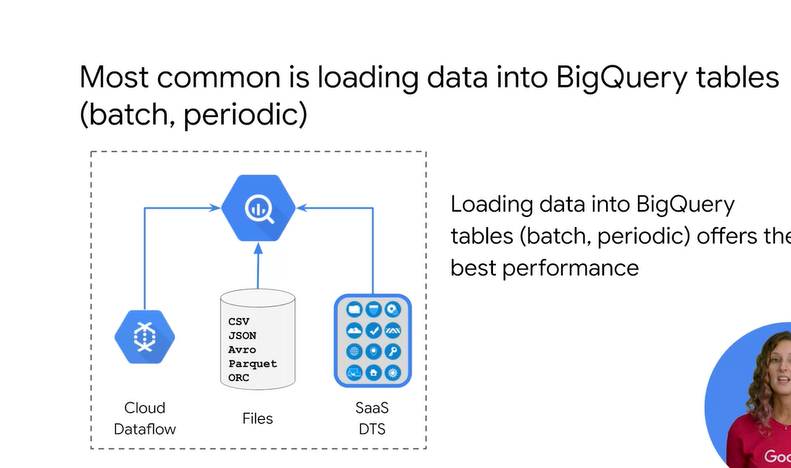 Most common is loading data into BigQuery tables
(batch, periodic)
Loading data into BigQuery
tables (batch, periodic) offers the
best performance
CSV
JSON
Avro
Parquet
ORC
Cloud
Dataflow
Files
SaaS
DTS
Goo